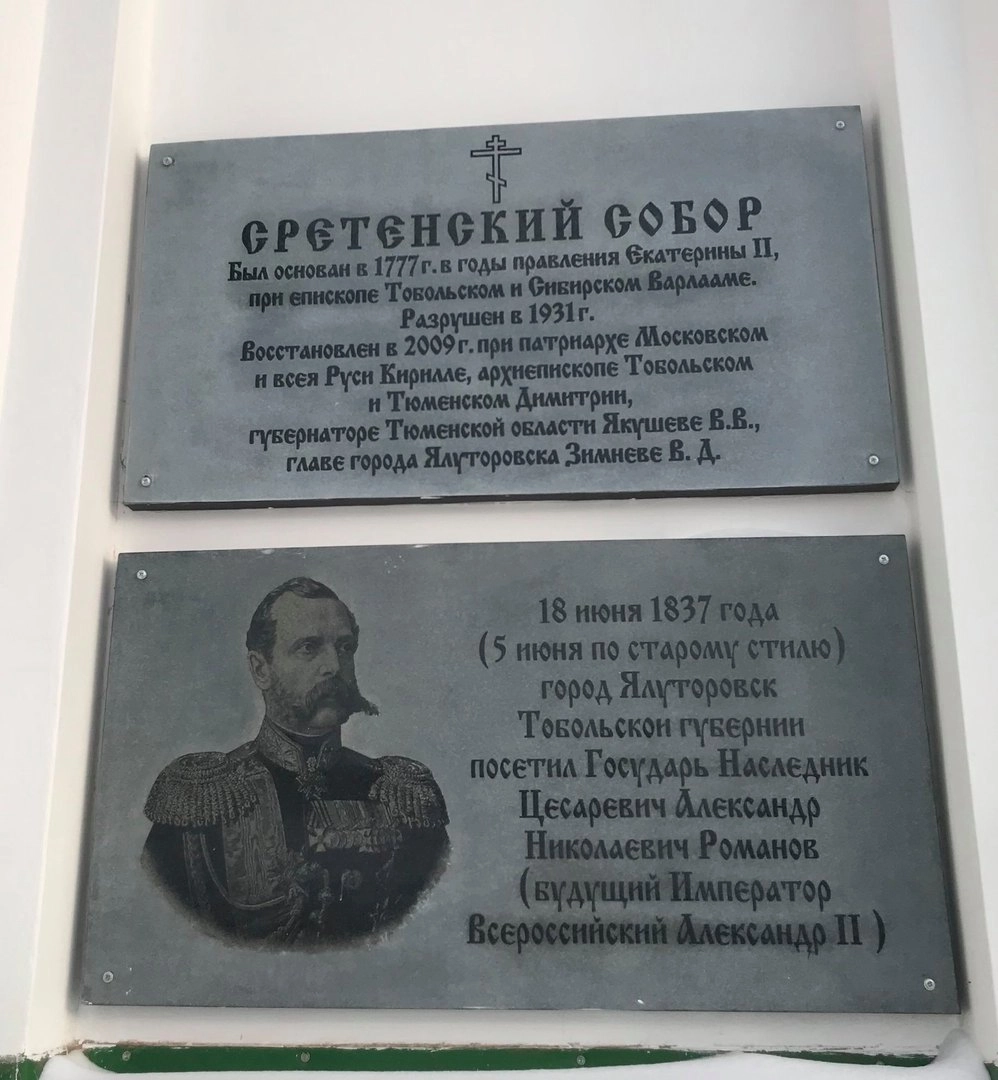 СРЕТЕНСКИЙ СОБОР
Был основан в 1777 г. в годы правления Екатерины II,
при епископе Тобольском и Сибирском Варлааме.
Разрушен в 1931 г.
Восстановлен в 2009 г. при патриархе Московском
и всея Руси Кирилле, архиепископе Тобольском
и Тюменском Димитрии,
губернаторе Тюменской области Якушеве В.В.,
главе города Ялуторовска Зимневе В. Д.
18 июня 1837 года
(5 июня по старому стилю)
город Ялуторовск
Тобольской губернии
посетил Государь Наследник
Цесаревич Александр
Николаевич Романов
(будущий Император
Всероссийский Александр II )